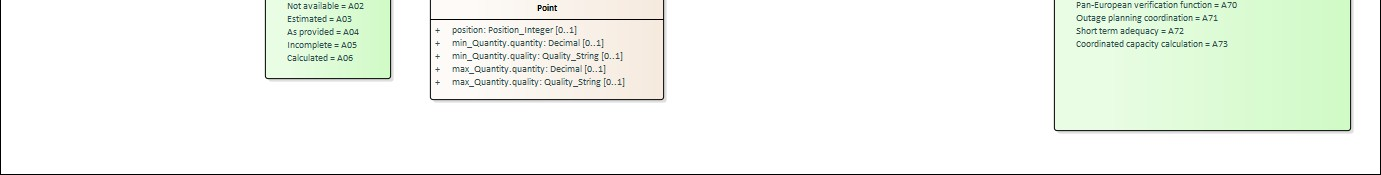 Not available = A02
Estimated = A03
As provided = A04
Incomplete = A05
Calculated = A06
Point
+ position: Position_Integer [0..1]
+ min_Quantity.quantity: Decimal [0..1]
+ min_Quantity.quality: Quality_String [0..1]
+ max_Quantity.quantity: Decimal [0..1]
+ max_Quantity.quality: Quality_String [0..1]
Pan-European verification function = A70
Outage planning coordination = A71
Short term adequacy = A72
Coordinated capacity calculation = A73